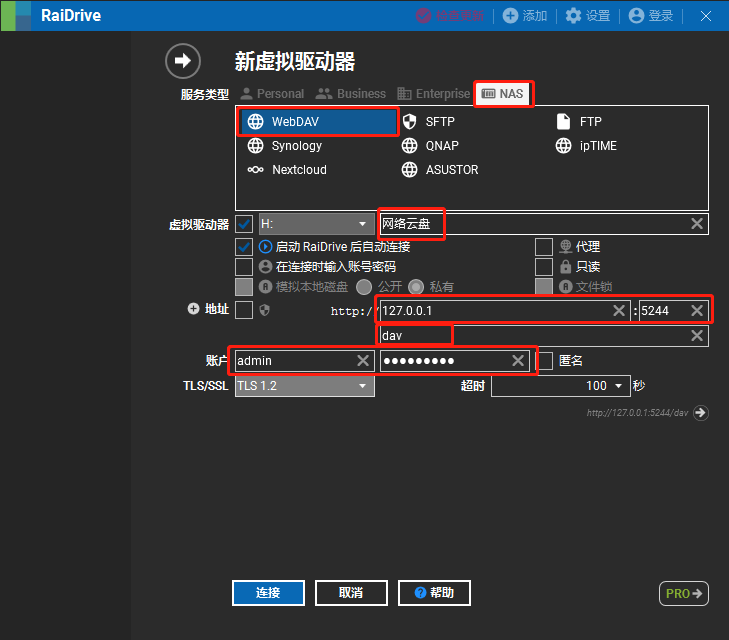 RaiDrive 检查更新 添加 设置 登录
新虚拟驱动器
服务类型 Personal Business Enterprise NAS
WebDAV SFTP FTP
Synology QNAP ipTIME
Nextcloud ASUSTOR
虚拟驱动器 H: 网络云盘
启动 RaiDrive 后自动连接 代理
在连接时输入账号密码 只读
模拟本地磁盘 公开 私有 文件锁
地址 http:// 127.0.0.1 : 5244
dav
账户 admin ●●●●●●●●● 匿名
TLS/SSL TLS 1.2 超时 100 秒
http://127.0.0.1:5244/dav
连接 取消 帮助 PRO